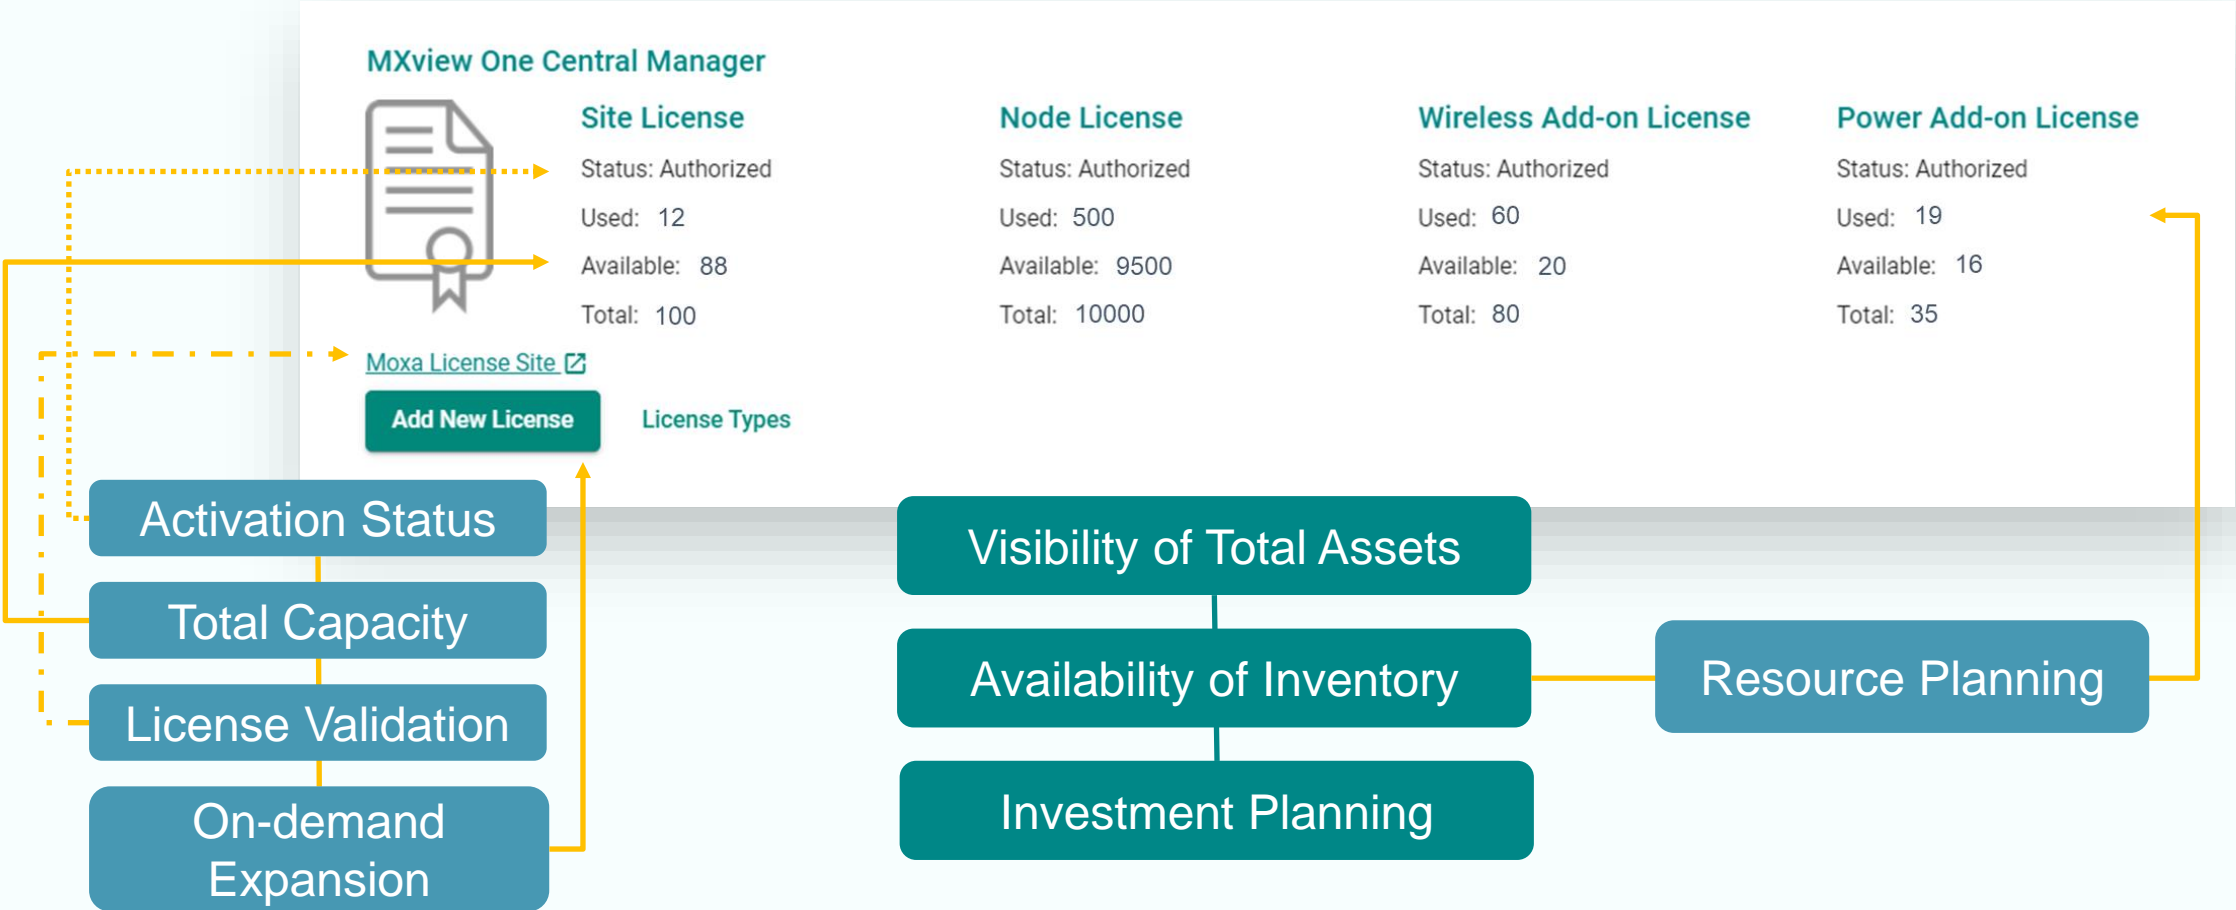 MXview One Central Manager
Site License
Status: Authorized
Used: 12
Available: 88
Total: 100
Node License
Status: Authorized
Used: 500
Available: 9500
Total: 10000
Wireless Add-on License
Status: Authorized
Used: 60
Available: 20
Total: 80
Power Add-on License
Status: Authorized
Used: 19
Available: 16
Total: 35
Moxa License Site
Add New License
License Types
Activation Status
Total Capacity
License Validation
On-demand
Expansion
Visibility of Total Assets
Availability of Inventory
Investment Planning
Resource Planning